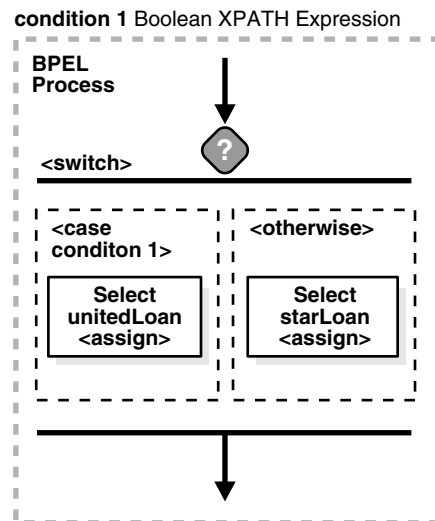 condition 1 Boolean XPATH Expression
BPEL
Process
?
<switch>
<case
conditon 1>
<otherwise>
Select
unitedLoan
<assign>
Select
starLoan
<assign>